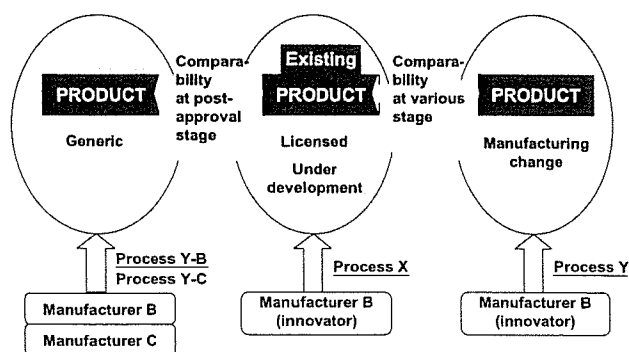 PRODUCT
Generic
Compara-
bility
at post-
approval
stage
Existing
PRODUCT
Licensed
Under
development
Compara-
bility
at various
stage
PRODUCT
Manufacturing
change
Process Y-B
Process Y-C
Manufacturer B
Manufacturer C
Process X
Manufacturer B
(innovator)
Process Y
Manufacturer B
(innovator)